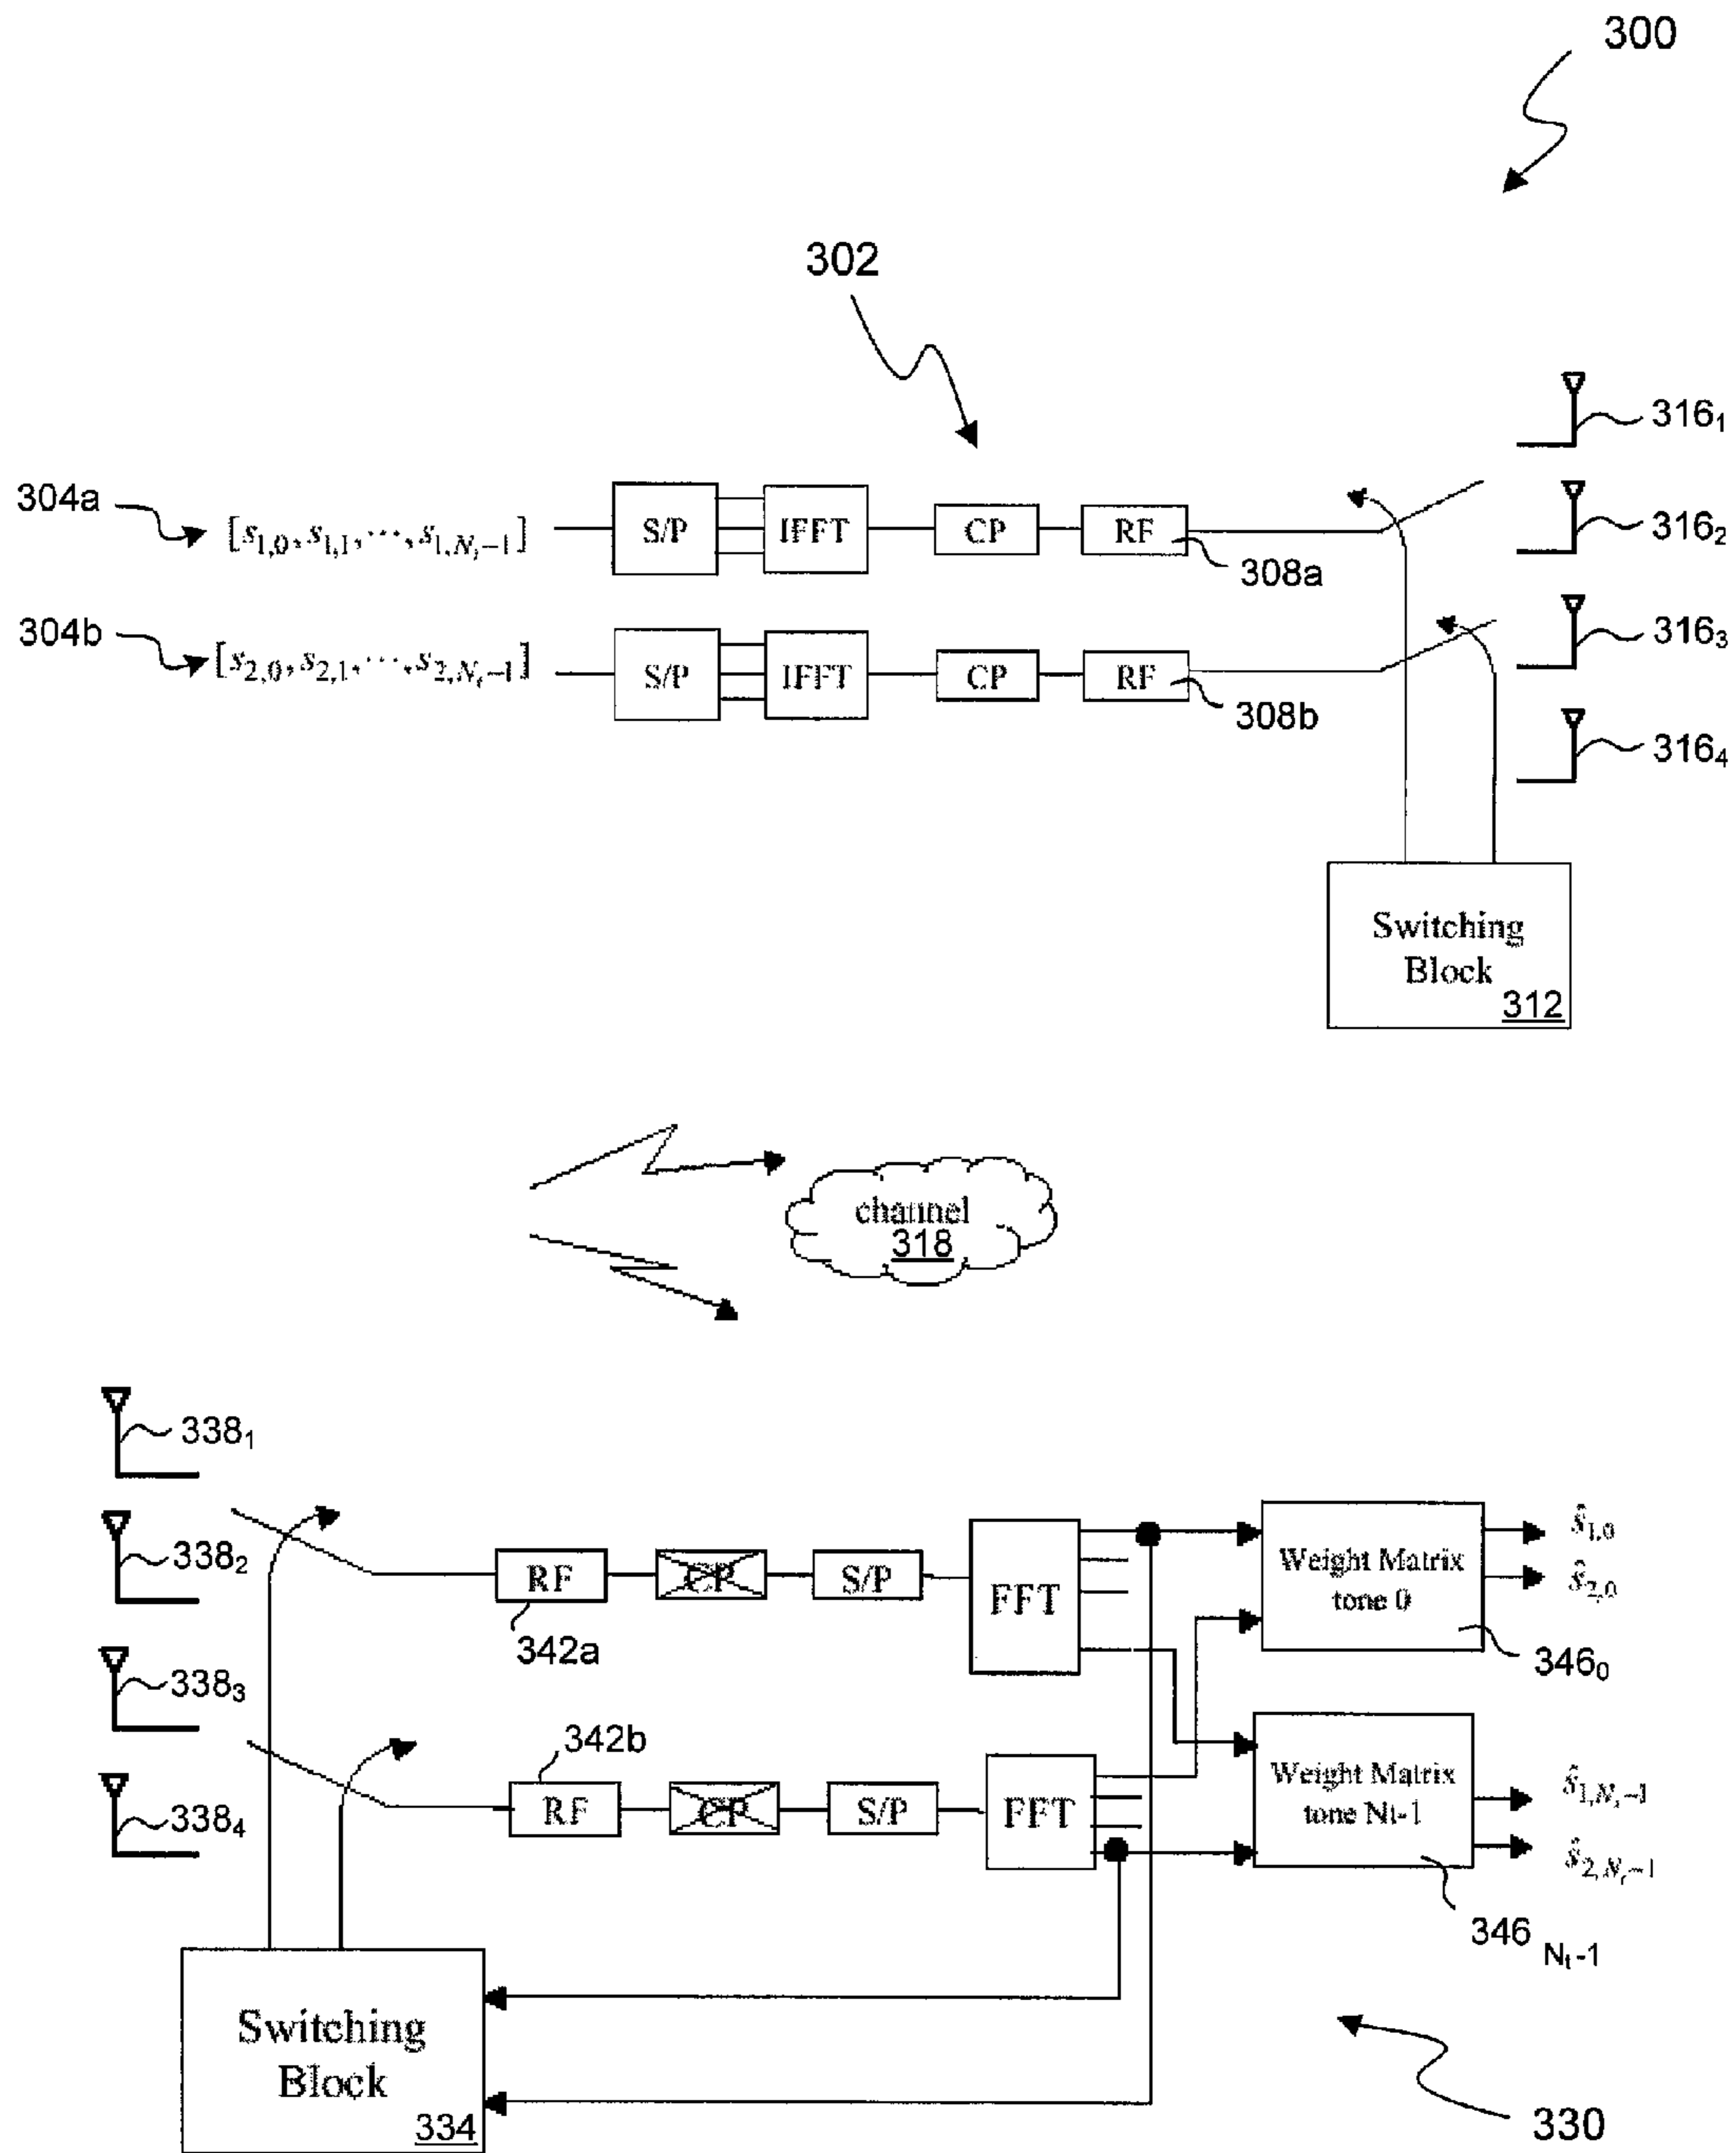 300
302
316₁
304a
[s₁,₀, s₁,₁, ⋯, s₁,Nₜ₋₁]
S/P
IFFT
CP
RF
308a
316₂
304b
[s₂,₀, s₂,₁, ⋯, s₂,Nₜ₋₁]
S/P
IFFT
CP
RF
308b
316₃
316₄
Switching
Block
312
channel
318
338₁
338₂
RF
342a
CP
S/P
FFT
Weight Matrix
tone 0
ŝ₁,₀
ŝ₂,₀
346₀
338₃
338₄
342b
RF
CP
S/P
FFT
Weight Matrix
tone Nt-1
ŝ₁,Nₜ₋₁
ŝ₂,Nₜ₋₁
346 Nₜ-1
Switching
Block
334
330